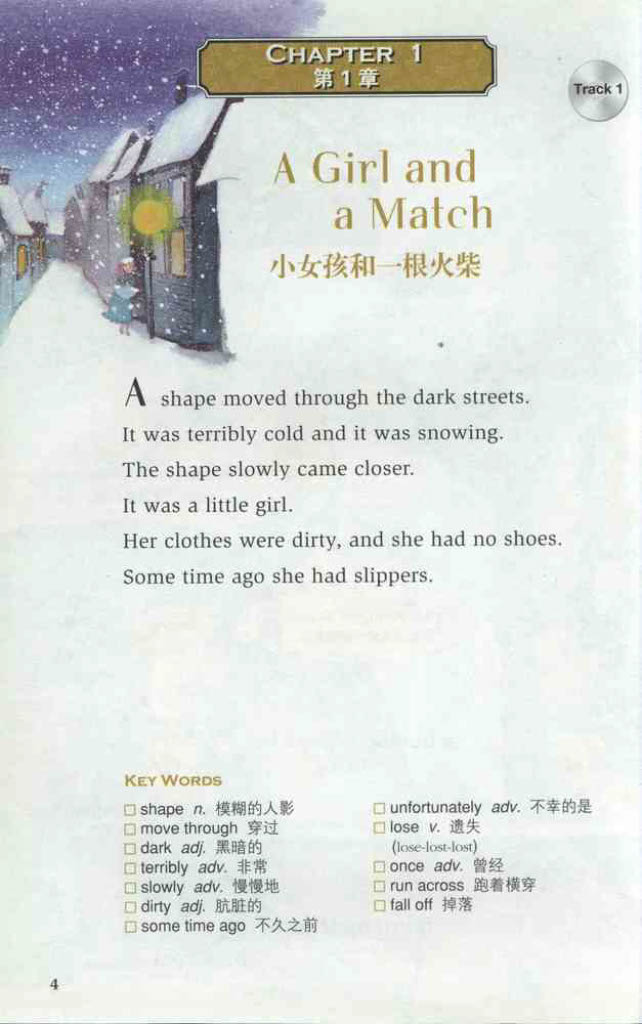 CHAPTER 1
第1章
Track 1
A Girl and
a Match
小女孩和一根火柴
A shape moved through the dark streets.
It was terribly cold and it was snowing.
The shape slowly came closer.
It was a little girl.
Her clothes were dirty, and she had no shoes.
Some time ago she had slippers.
KEY WORDS
□ shape n. 模糊的人影
□ move through 穿过
□ dark adj. 黑暗的
□ terribly adv. 非常
□ slowly adv. 慢慢地
□ dirty adj. 肮脏的
□ some time ago 不久之前
□ unfortunately adv. 不幸的是
□ lose v. 遗失
(lose-lost-lost)
□ once adv. 曾经
□ run across 跑着横穿
□ fall off 掉落
4